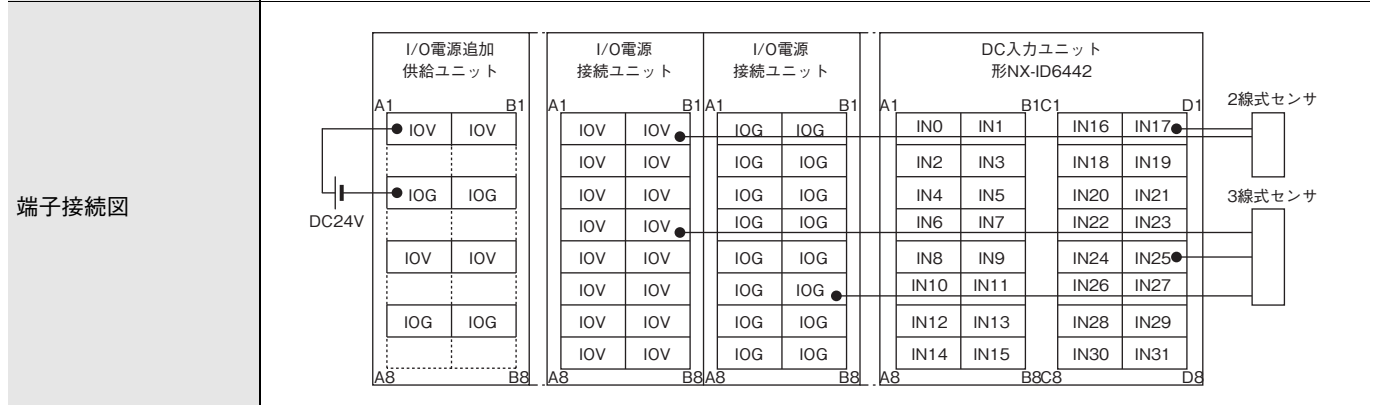 端子接続図
I/O電源追加
供給ユニット
I/O電源
接続ユニット
I/O電源
接続ユニット
DC入力ユニット
形NX-ID6442
A1 B1 A1 B1 A1 B1 A1 B1 C1 D1
2線式センサ
IOV IOV IOV IOV IOG IOG IN0 IN1 IN16 IN17
IOV IOV IOG IOG IN2 IN3 IN18 IN19
IOG IOG IOV IOV IOG IOG IN4 IN5 IN20 IN21
3線式センサ
DC24V
IOV IOV IOG IOG IN6 IN7 IN22 IN23
IOV IOV IOV IOV IOG IOG IN8 IN9 IN24 IN25
IOV IOV IOG IOG IN10 IN11 IN26 IN27
IOG IOG IOV IOV IOG IOG IN12 IN13 IN28 IN29
IOV IOV IOG IOG IN14 IN15 IN30 IN31
A8 B8 A8 B8 A8 B8 A8 B8 C8 D8